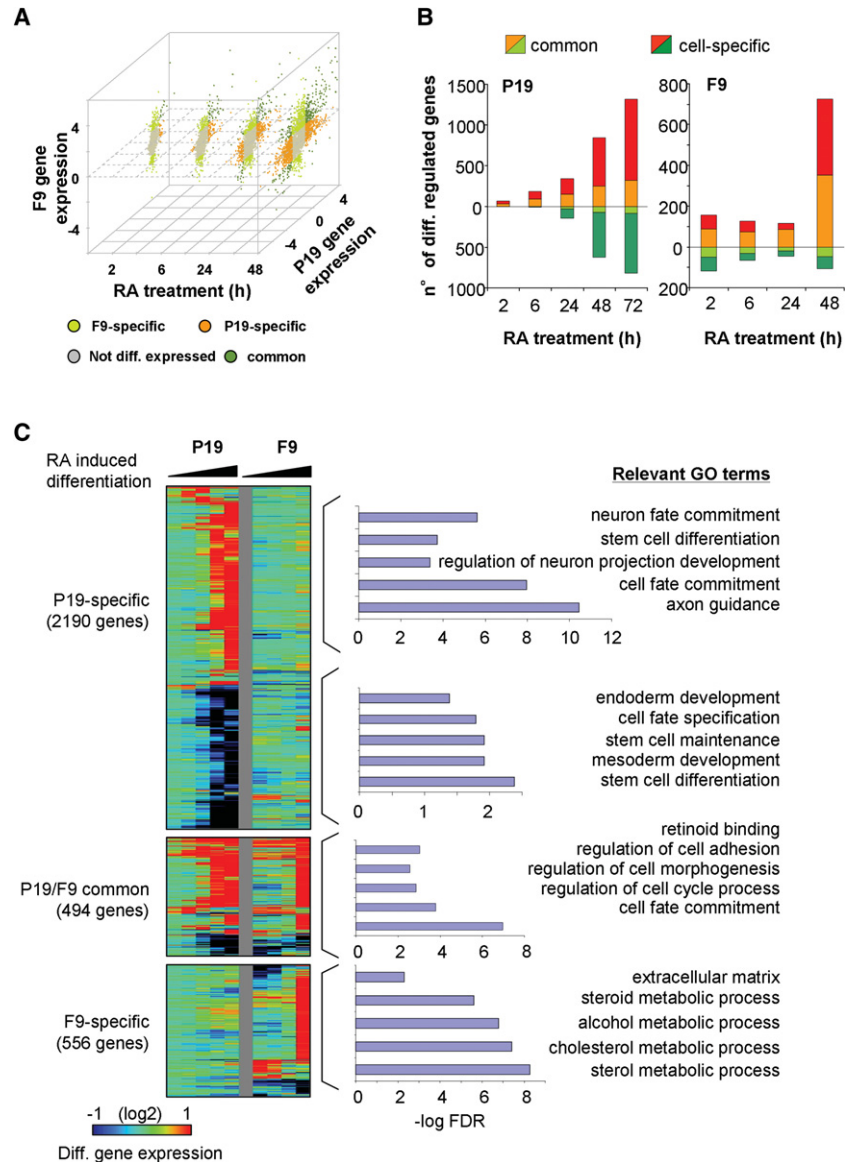 A
F9 gene
expression
4
0
-4
2
6
24
48
RA treatment (h)
-4
0
4
P19 gene
expression
F9-specific
P19-specific
Not diff. expressed
common
B
common
cell-specific
n° of diff. regulated genes
P19
1500
1000
500
0
500
1000
2 6 24 48 72
RA treatment (h)
F9
800
600
400
200
0
200
2 6 24 48
RA treatment (h)
C
RA induced
differentiation
P19
F9
Relevant GO terms
P19-specific
(2190 genes)
neuron fate commitment
stem cell differentiation
regulation of neuron projection development
cell fate commitment
axon guidance
0 2 4 6 8 10 12
endoderm development
cell fate specification
stem cell maintenance
mesoderm development
stem cell differentiation
0 1 2
P19/F9 common
(494 genes)
retinoid binding
regulation of cell adhesion
regulation of cell morphogenesis
regulation of cell cycle process
cell fate commitment
0 2 4 6 8
F9-specific
(556 genes)
extracellular matrix
steroid metabolic process
alcohol metabolic process
cholesterol metabolic process
sterol metabolic process
0 2 4 6 8
-log FDR
-1 (log2) 1
Diff. gene expression